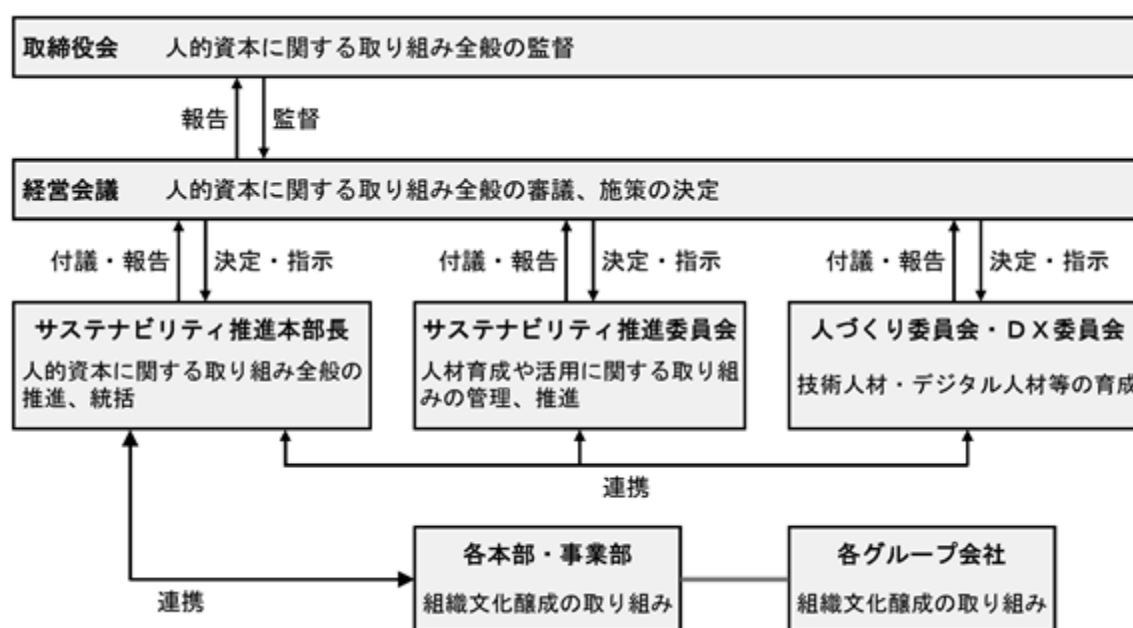 取締役会　人的資本に関する取り組み全般の監督
報告
監督
経営会議　人的資本に関する取り組み全般の審議、施策の決定
付議・報告
決定・指示
付議・報告
決定・指示
付議・報告
決定・指示
サステナビリティ推進本部長
人的資本に関する取り組み全般の
推進、統括
サステナビリティ推進委員会
人材育成や活用に関する取り組
みの管理、推進
人づくり委員会・ＤＸ委員会
技術人材・デジタル人材等の育成
連携
連携
各本部・事業部
組織文化醸成の取り組み
各グループ会社
組織文化醸成の取り組み